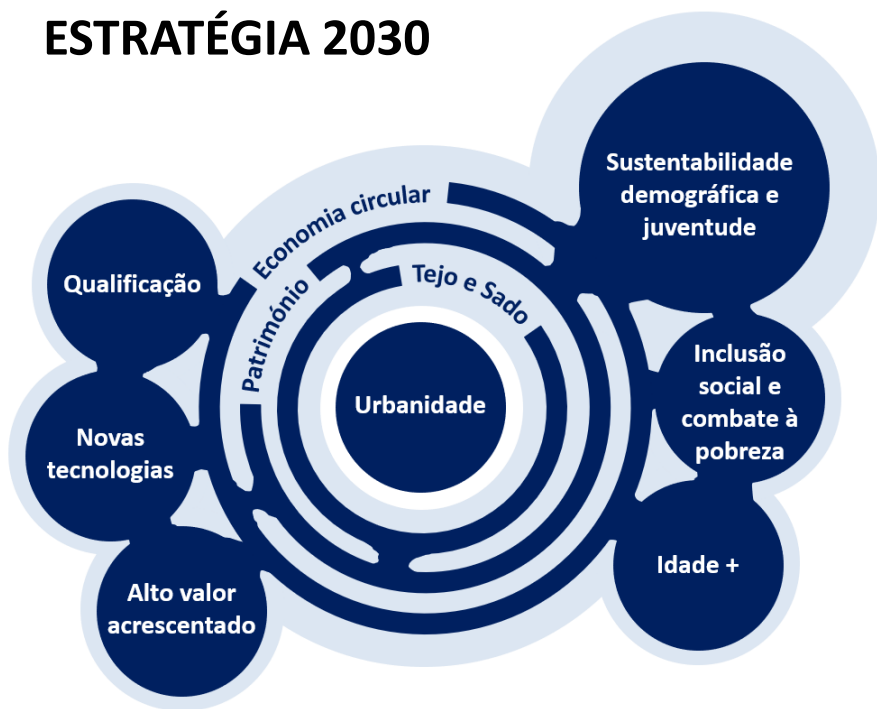 ESTRATÉGIA 2030
Sustentabilidade
demográfica e
juventude
Economia circular
Qualificação
Património
Tejo e Sado
Urbanidade
Inclusão
social e
combate à
pobreza
Novas
tecnologias
Idade +
Alto valor
acrescentado